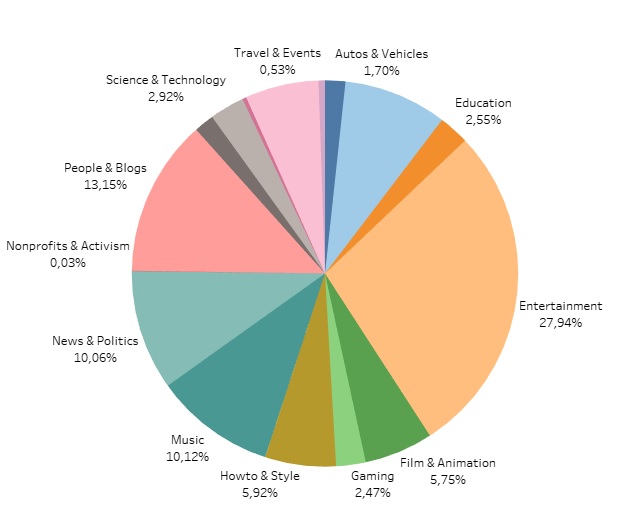 Travel & Events
0,53%
Autos & Vehicles
1,70%
Science & Technology
2,92%
Education
2,55%
People & Blogs
13,15%
Nonprofits & Activism
0,03%
Entertainment
27,94%
News & Politics
10,06%
Music
10,12%
Howto & Style
5,92%
Gaming
2,47%
Film & Animation
5,75%